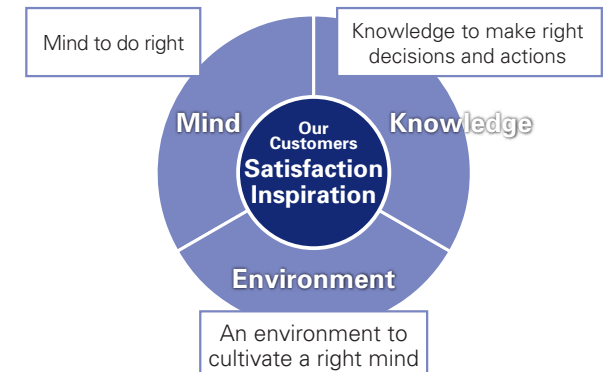 Mind to do right
Knowledge to make right
decisions and actions
Mind
Our
Customers
Satisfaction
Inspiration
Knowledge
Environment
An environment to
cultivate a right mind